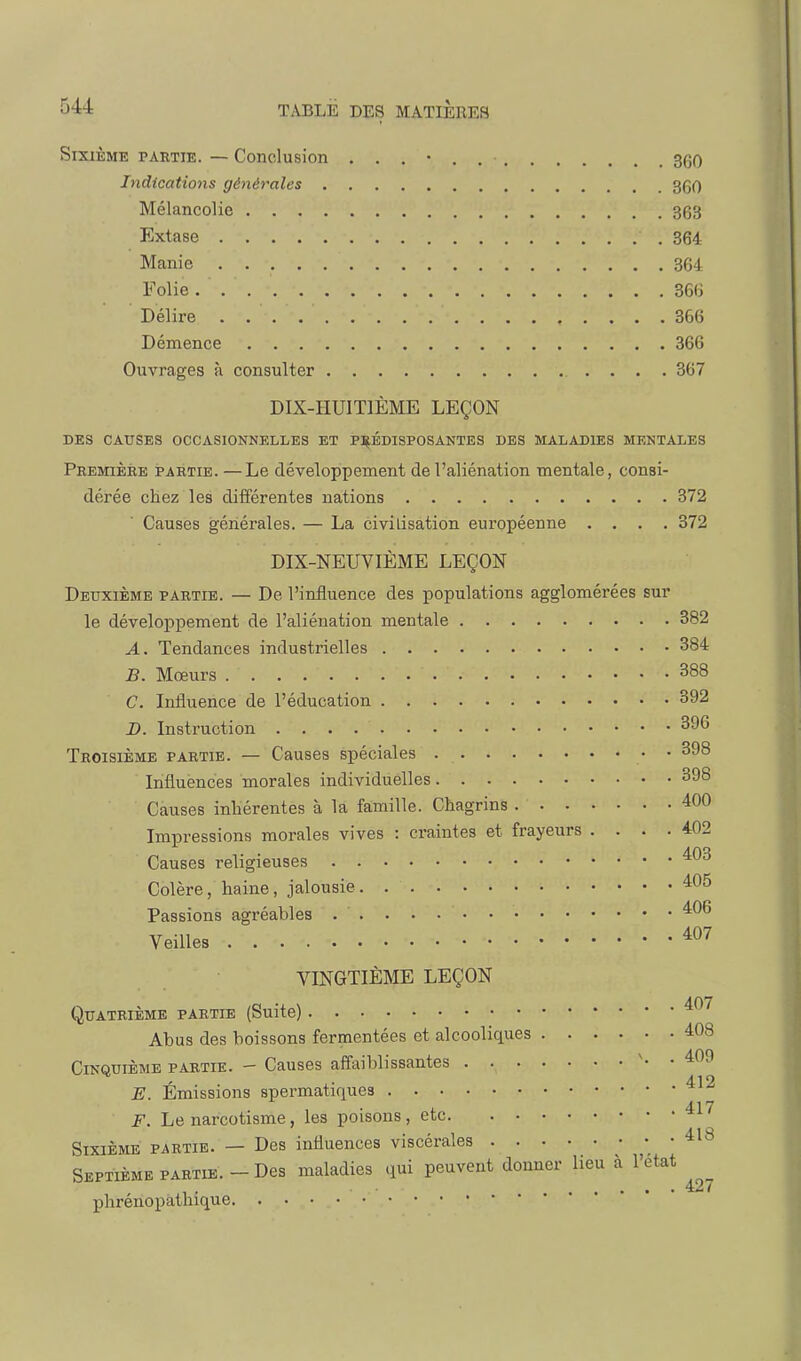 544
TABLE DES MATIÈRES
SIXIÈME PARTIE. — Conclusion . . . . . . . . . . . . . . . 360
Indications générales . . . . . . . . . . . . . . 360
Mélancolie . . . . . . . . . . . . . . . . . 363
Extase . . . . . . . . . . . . . . . . . . 364
Manie . . . . . . . . . . . . . . . . . . 364
Folie . . . . . . . . . . . . . . . . . . . 366
Délire . . . . . . . . . . . . . . . . . . 366
Démence . . . . . . . . . . . . . . . . . 366
Ouvrages à consulter . . . . . . . . . . . . . . 367
DIX-HUITIÈME LEÇON
DES CAUSES OCCASIONNELLES ET PRÉDISPOSANTES DES MALADIES MENTALES
PREMIÈRE PARTIE. — Le développement de l'aliénation mentale, consi-
dérée chez les différentes nations . . . . . . . . . . . 372
Causes générales. — La civilisation européenne . . . . 372
DIX-NEUVIÈME LEÇON
DEUXIÈME PARTIE. — De l'influence des populations agglomérées sur
le développement de l'aliénation mentale . . . . . . . . . 382
A. Tendances industrielles . . . . . . . . . . . . 384
B. Mœurs . . . . . . . . . . . . . . . . . . 388
C. Influence de l'éducation . . . . . . . . . . . . 392
D. Instruction . . . . . . . . . . . . . . . . 396
TROISIÈME PARTIE. — Causes spéciales . . . . . . . . . . . 398
Influences morales individuelles . . . . . . . . . . 398
Causes inhérentes à la famille. Chagrins . . . . . . . 400
Impressions morales vives : craintes et frayeurs . . . . 402
Causes religieuses . . . . . . . . . . . . . . 403
Colère, haine, jalousie . . . . . . . . . . . . . 405
Passions agréables . . . . . . . . . . . . . . 406
Veilles . . . . . . . . . . . . . . . . . . 407
VINGTIÈME LEÇON
QUATRIÈME PARTIE (Suite) . . . . . . . . . . . . . . . 407
Abus des boissons fermentées et alcooliques . . . . . . 408
CINQUIÈME PARTIE. — Causes affaiblissantes . . . . . . . . . 409
E. Émissions spermatiques . . . . . . . . . . . . 412
F. Le narcotisme, les poisons, etc. . . . . . . . . . 417
SIXIÈME PARTIE. — Des influences viscérales . . . . . . . . 418
SEPTIÈME PARTIE. — Des maladies qui peuvent donner lieu à l'état
phrénopathique. . . . . . . . . . . . . . . . . . 427